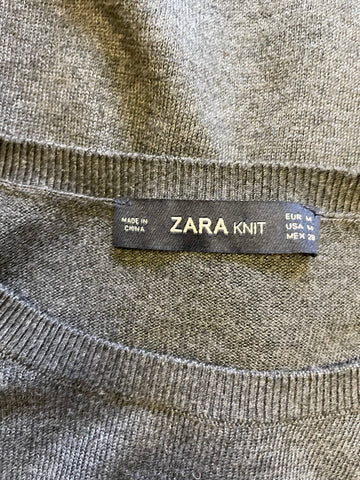 MADE IN
CHINA
ZARA KNIT
EUR M
USA M
MEX 28